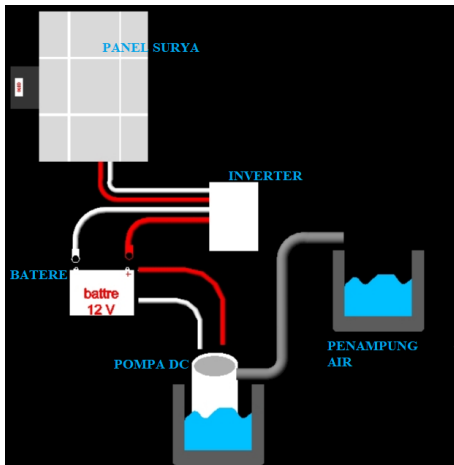 PANEL SURYA
INVERTER
BATERE
battre
12 V
POMPA DC
PENAMPUNG
AIR